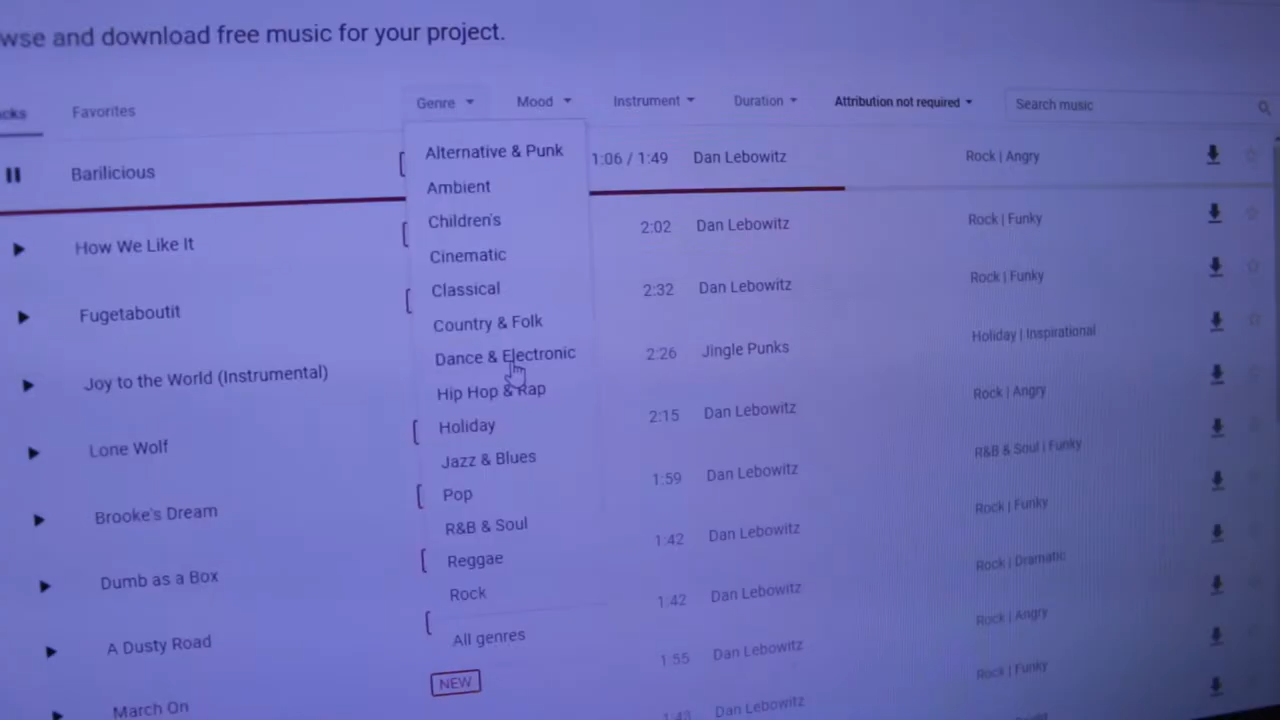 wse and download free music for your project.
cks Favorites Genre Mood Instrument Duration Attribution not required Search music
Barilicious 1:06 / 1:49 Dan Lebowitz Rock | Angry
How We Like It 2:02 Dan Lebowitz Rock | Funky
Fugetaboutit 2:32 Dan Lebowitz Rock | Funky
Joy to the World (Instrumental) 2:26 Jingle Punks Holiday | Inspirational
Lone Wolf 2:15 Dan Lebowitz Rock | Angry
Brooke's Dream 1:59 Dan Lebowitz R&B & Soul | Funky
Dumb as a Box 1:42 Dan Lebowitz Rock | Funky
A Dusty Road 1:42 Dan Lebowitz Rock | Dramatic
March On 1:55 Dan Lebowitz Rock | Angry
1:43 Dan Lebowitz Rock | Funky
Alternative & Punk
Ambient
Children's
Cinematic
Classical
Country & Folk
Dance & Electronic
Hip Hop & Rap
Holiday
Jazz & Blues
Pop
R&B & Soul
Reggae
Rock
All genres
NEW